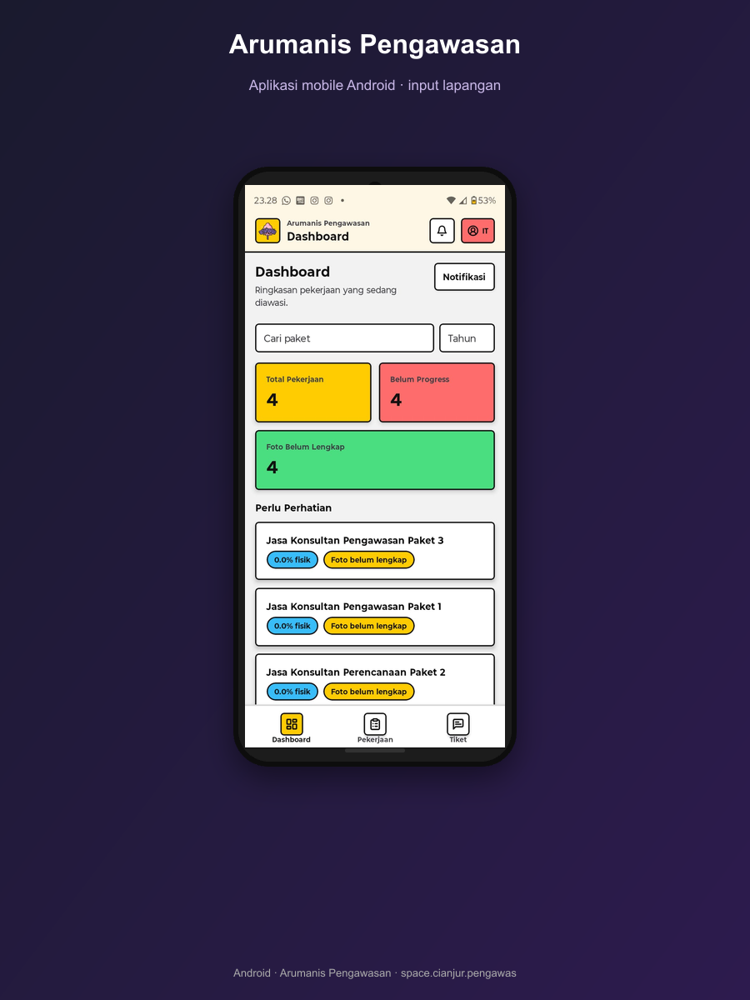 Arumanis Pengawasan
Aplikasi mobile Android · input lapangan
23.28
53%
Arumanis Pengawasan
Dashboard
IT
Dashboard
Ringkasan pekerjaan yang sedang
diawasi.
Notifikasi
Cari paket
Tahun
Total Pekerjaan
4
Belum Progress
4
Foto Belum Lengkap
4
Perlu Perhatian
Jasa Konsultan Pengawasan Paket 3
0.0% fisik
Foto belum lengkap
Jasa Konsultan Pengawasan Paket 1
0.0% fisik
Foto belum lengkap
Jasa Konsultan Perencanaan Paket 2
0.0% fisik
Foto belum lengkap
Dashboard
Pekerjaan
Tiket
Android · Arumanis Pengawasan · space.cianjur.pengawas